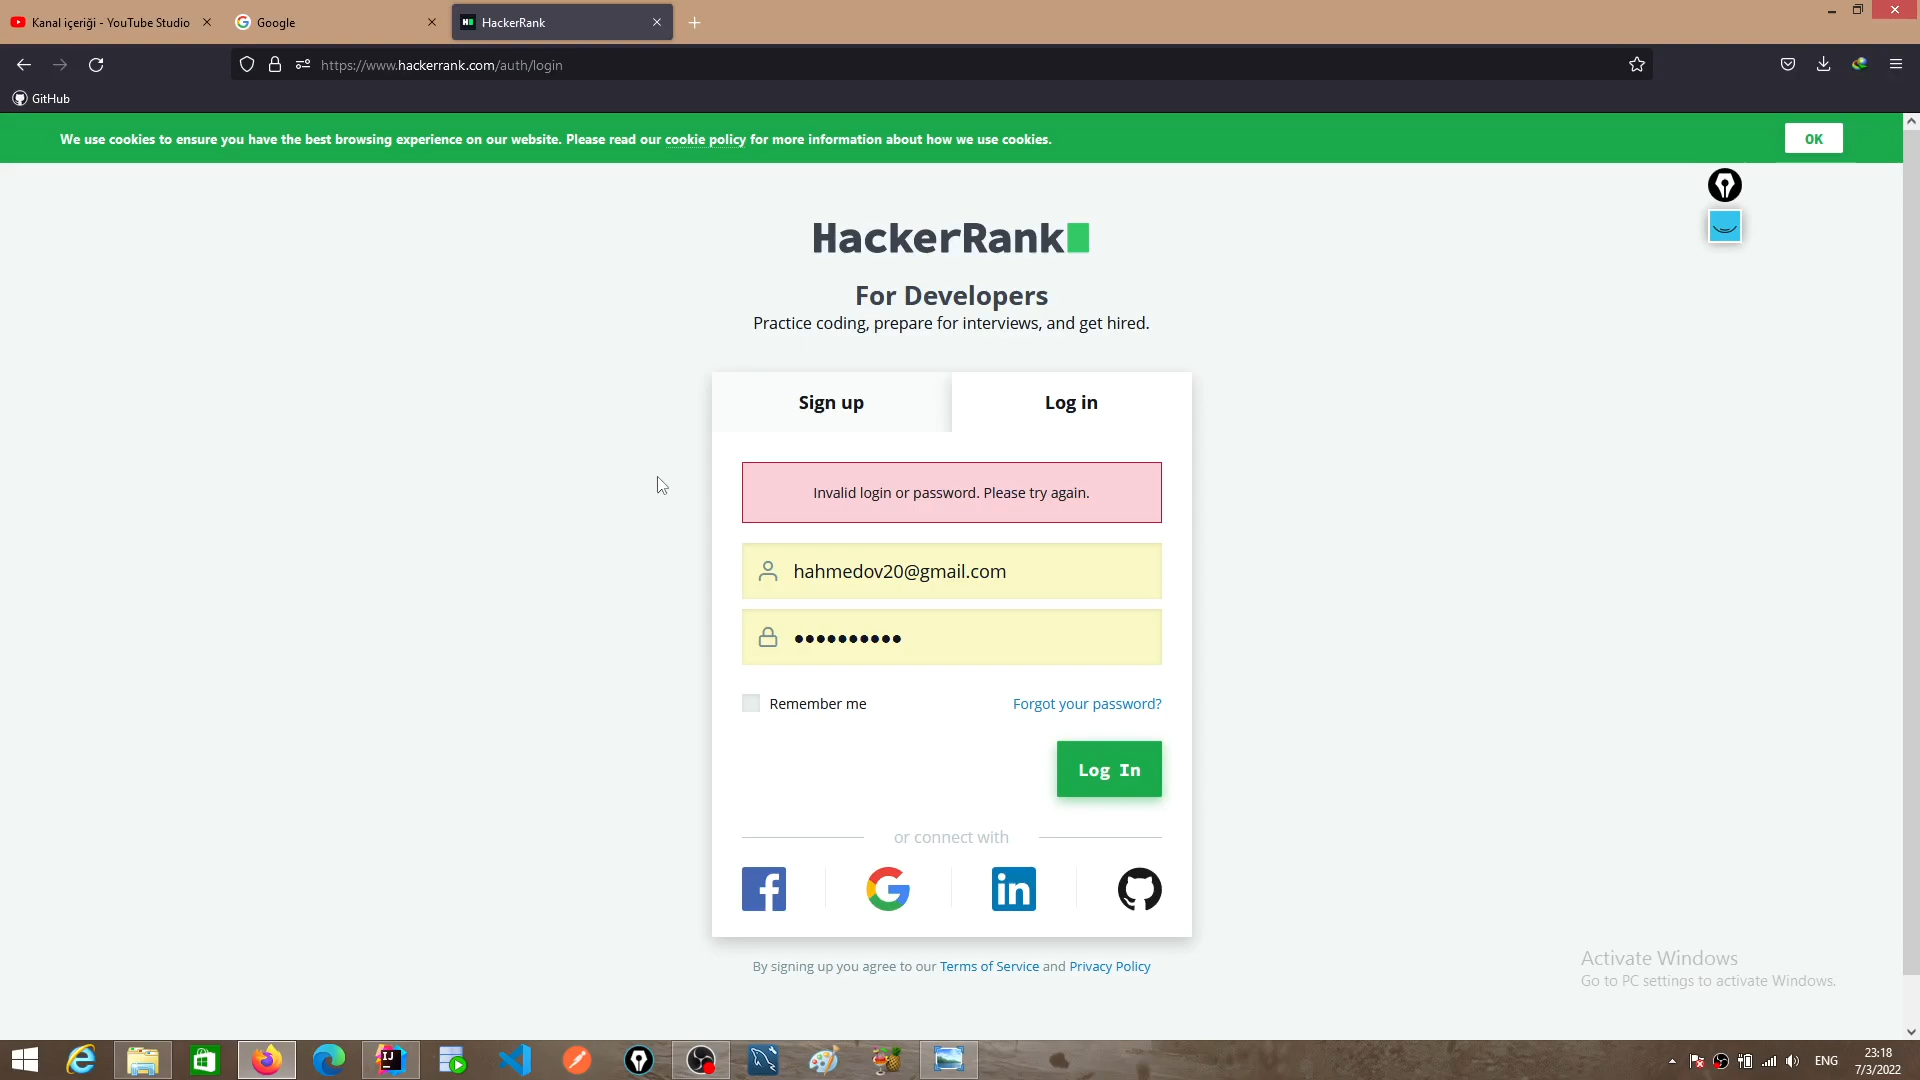 Kanal içeriği - YouTube Studio
Google
HackerRank
https://www.hackerrank.com/auth/login
GitHub
We use cookies to ensure you have the best browsing experience on our website. Please read our cookie policy for more information about how we use cookies.
OK
HackerRank
For Developers
Practice coding, prepare for interviews, and get hired.
Sign up
Log in
Invalid login or password. Please try again.
hahmedov20@gmail.com
Remember me
Forgot your password?
Log In
or connect with
By signing up you agree to our Terms of Service and Privacy Policy
Activate Windows
Go to PC settings to activate Windows.
ENG
23:18
7/3/2022